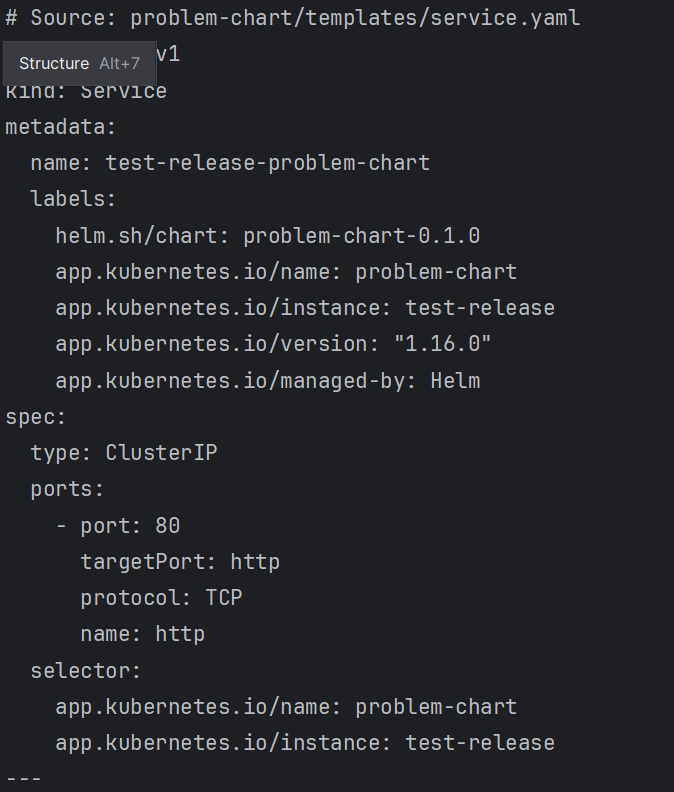 # Source: problem-chart/templates/service.yaml
v1
Structure Alt+7
kind: Service
metadata:
  name: test-release-problem-chart
  labels:
    helm.sh/chart: problem-chart-0.1.0
    app.kubernetes.io/name: problem-chart
    app.kubernetes.io/instance: test-release
    app.kubernetes.io/version: "1.16.0"
    app.kubernetes.io/managed-by: Helm
spec:
  type: ClusterIP
  ports:
    - port: 80
      targetPort: http
      protocol: TCP
      name: http
  selector:
    app.kubernetes.io/name: problem-chart
    app.kubernetes.io/instance: test-release
---